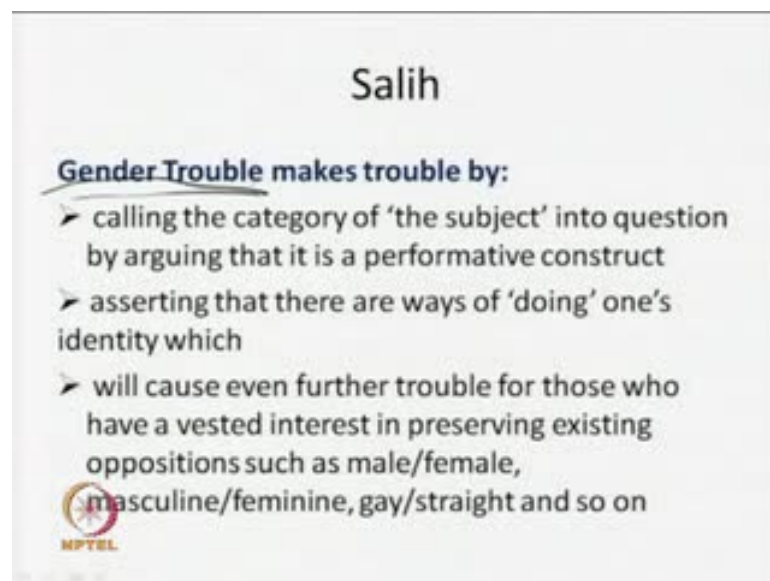 Salih
Gender Trouble makes trouble by:
➤ calling the category of ‘the subject’ into question
by arguing that it is a performative construct
➤ asserting that there are ways of ‘doing’ one’s
identity which
➤ will cause even further trouble for those who
have a vested interest in preserving existing
oppositions such as male/female,
masculine/feminine, gay/straight and so on
NPTEL